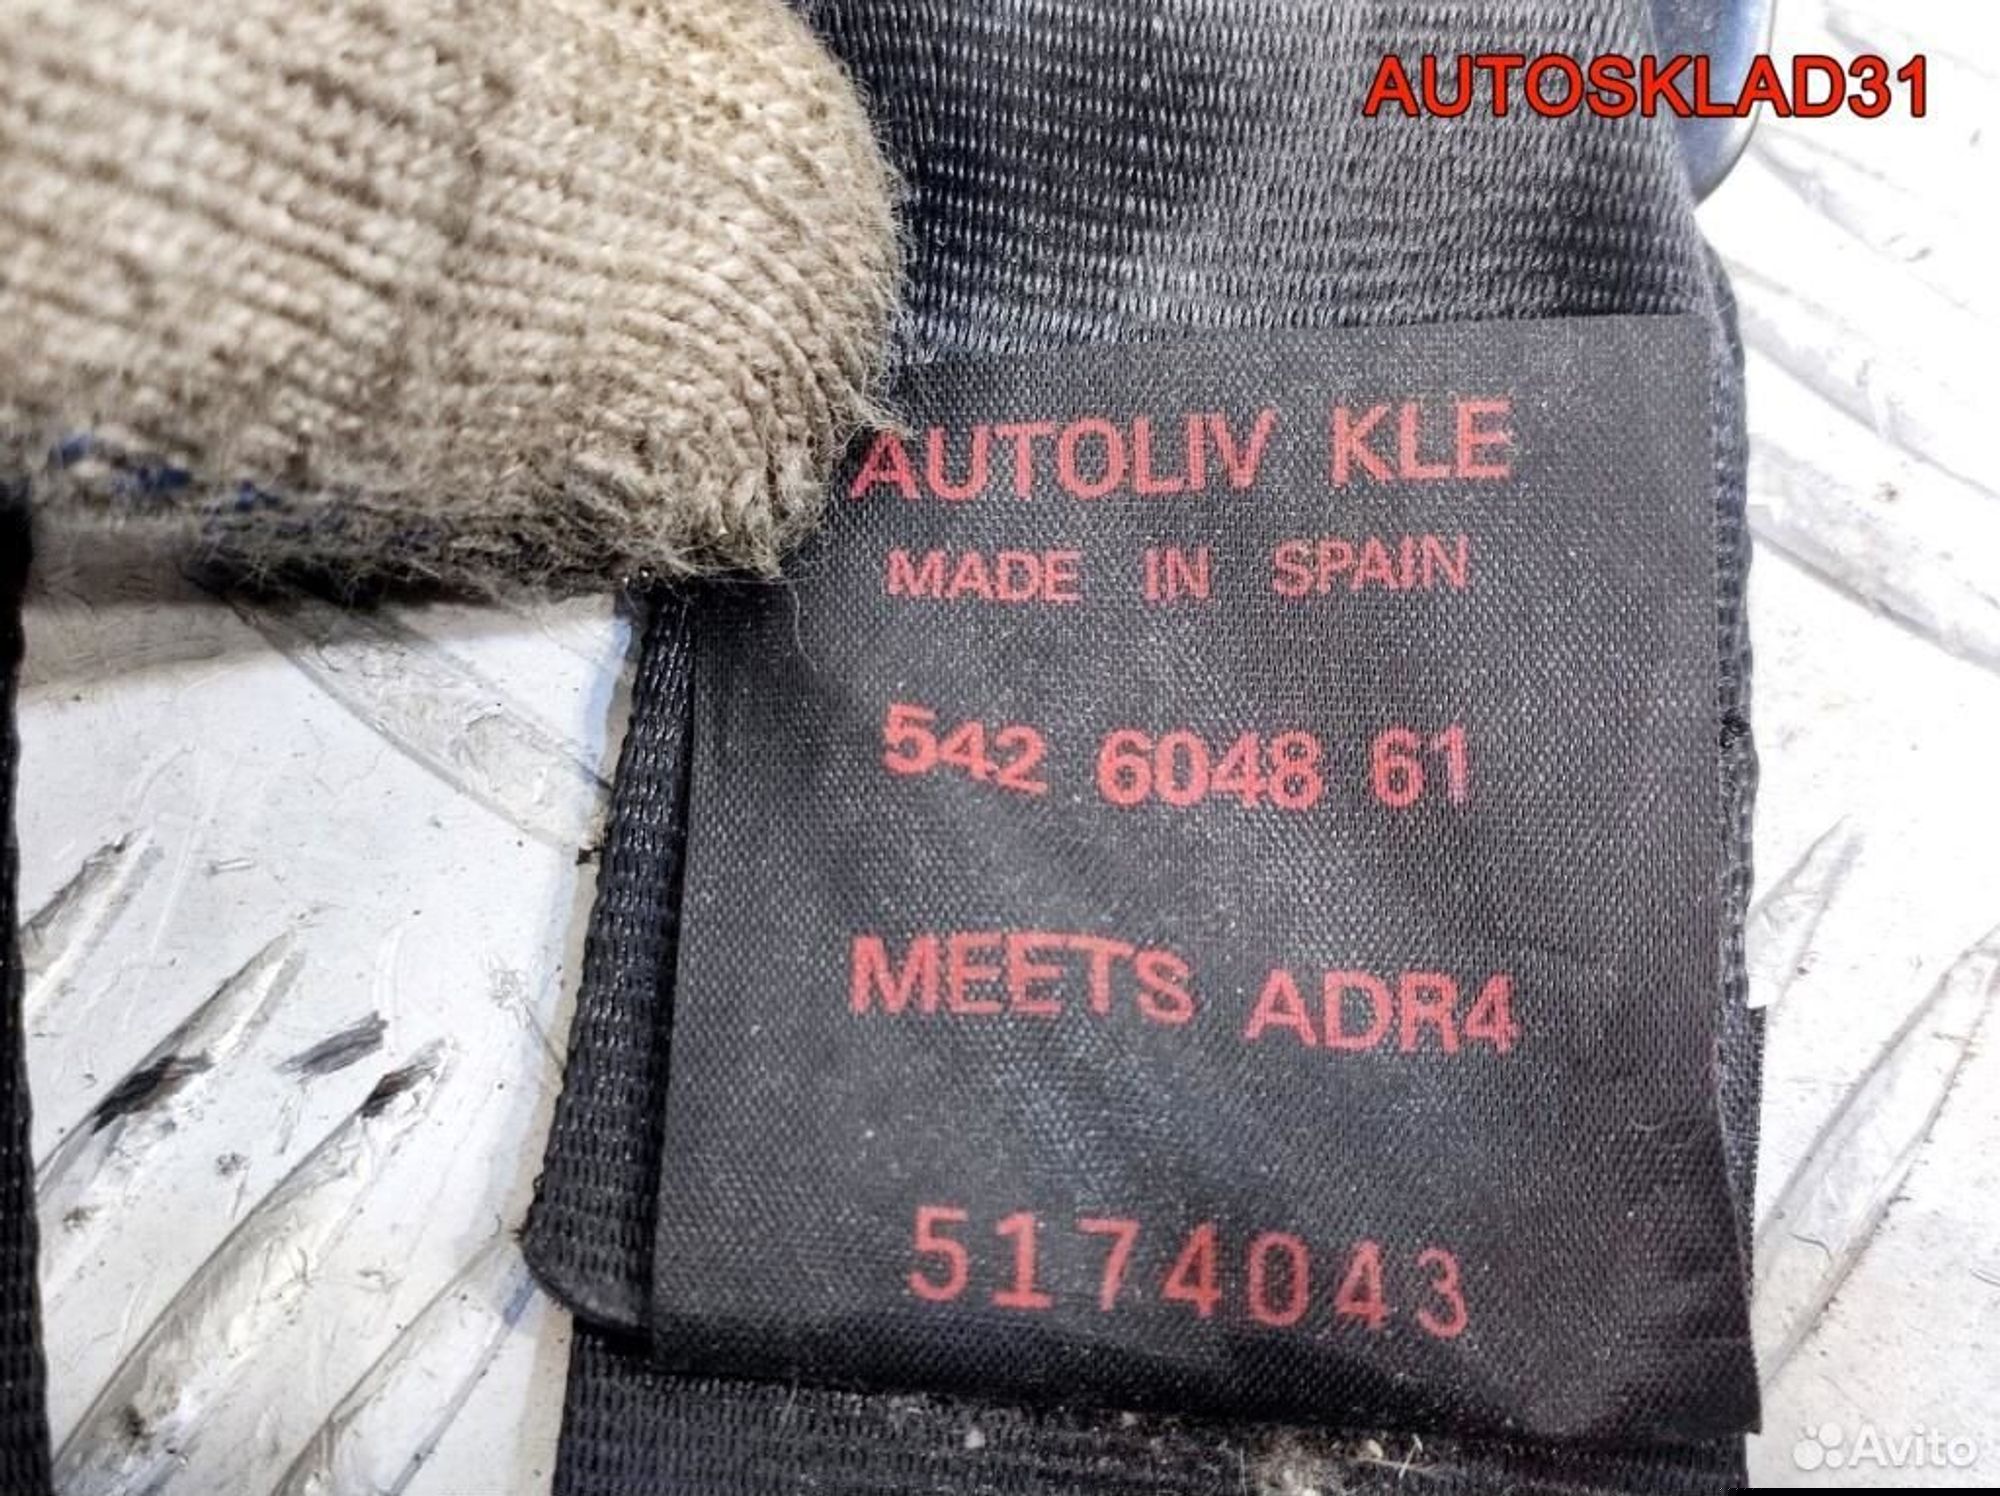 AUTOSKLAD31
AUTOLIV KLE
MADE IN SPAIN
542 6048 61
MEETS ADR4
5174043
Avito